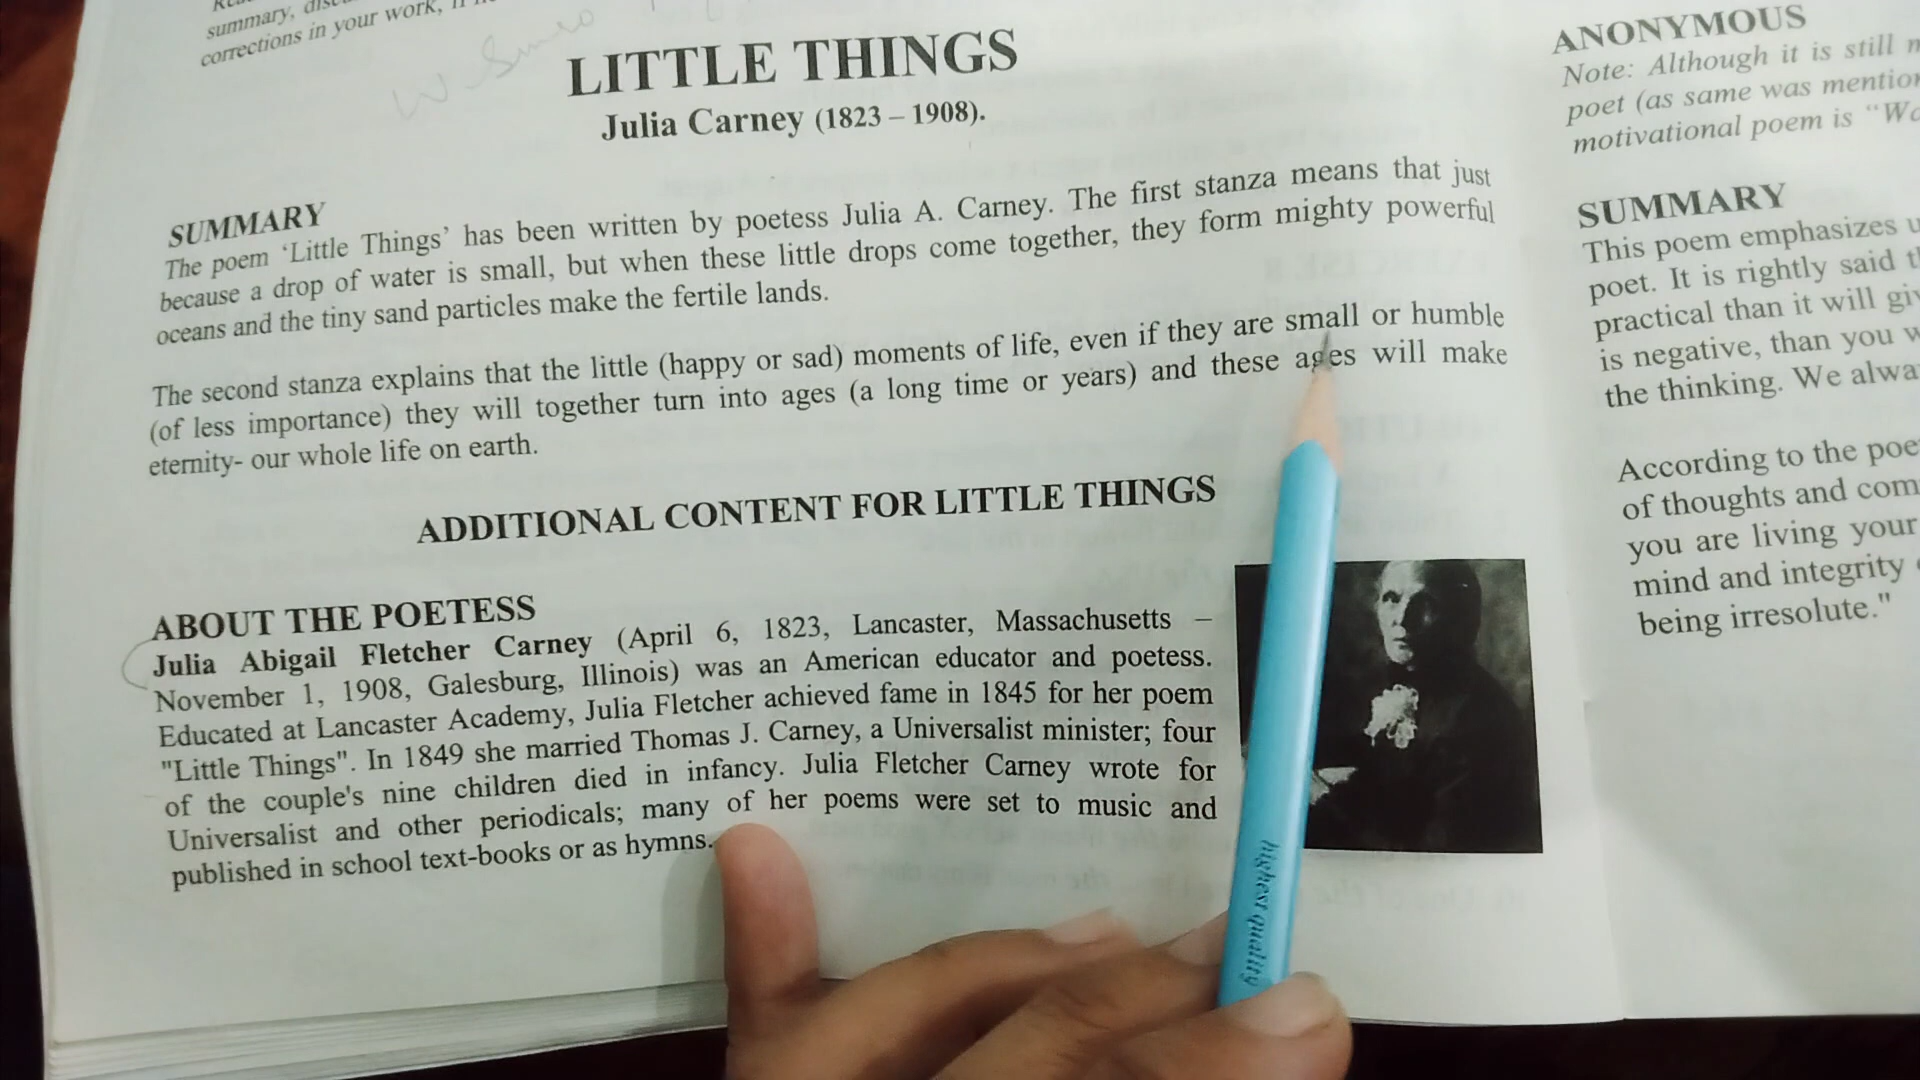 summary,
corrections in your work,
LITTLE THINGS
Julia Carney (1823 – 1908).
SUMMARY
The poem ‘Little Things’ has been written by poetess Julia A. Carney. The first stanza means that just
because a drop of water is small, but when these little drops come together, they form mighty powerful
oceans and the tiny sand particles make the fertile lands.
The second stanza explains that the little (happy or sad) moments of life, even if they are small or humble
(of less importance) they will together turn into ages (a long time or years) and these ages will make
eternity- our whole life on earth.
ADDITIONAL CONTENT FOR LITTLE THINGS
ABOUT THE POETESS
Julia Abigail Fletcher Carney (April 6, 1823, Lancaster, Massachusetts –
November 1, 1908, Galesburg, Illinois) was an American educator and poetess.
Educated at Lancaster Academy, Julia Fletcher achieved fame in 1845 for her poem
"Little Things". In 1849 she married Thomas J. Carney, a Universalist minister; four
of the couple's nine children died in infancy. Julia Fletcher Carney wrote for
Universalist and other periodicals; many of her poems were set to music and
published in school text-books or as hymns.
highest quality
ANONYMOUS
Note: Although it is still
poet (as same was
motivational poem is
SUMMARY
This poem emphasizes
poet. It is rightly said
practical than it will
is negative, than you
the thinking. We
According to the
of thoughts and
you are living your
mind and integrity
being irresolute."